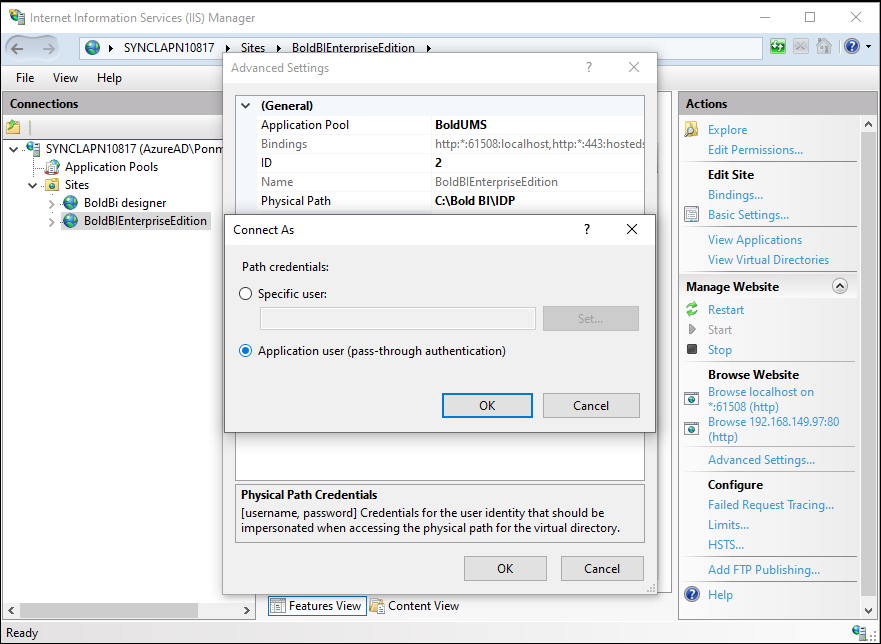 Internet Information Services (IIS) Manager
SYNCLAPN10817 Sites BoldBIEnterpriseEdition
File View Help
Connections
SYNCLAPN10817 (AzureAD\Ponm
Application Pools
Sites
BoldBi designer
BoldBIEnterpriseEdition
Advanced Settings ?
(General)
Application Pool BoldUMS
Bindings http:*:61508:localhost,http:*:443:hosteds
ID 2
Name BoldBIEnterpriseEdition
Physical Path C:\Bold BI\IDP
Connect As ?
Path credentials:
Specific user:
Set...
Application user (pass-through authentication)
OK Cancel
Physical Path Credentials
[username, password] Credentials for the user identity that should be
impersonated when accessing the physical path for the virtual directory.
OK Cancel
Features View Content View
Actions
Explore
Edit Permissions...
Edit Site
Bindings...
Basic Settings...
View Applications
View Virtual Directories
Manage Website
Restart
Start
Stop
Browse Website
Browse localhost on
*:61508 (http)
Browse 192.168.149.97:80
(http)
Advanced Settings...
Configure
Failed Request Tracing...
Limits...
HSTS...
Add FTP Publishing...
Help
Ready